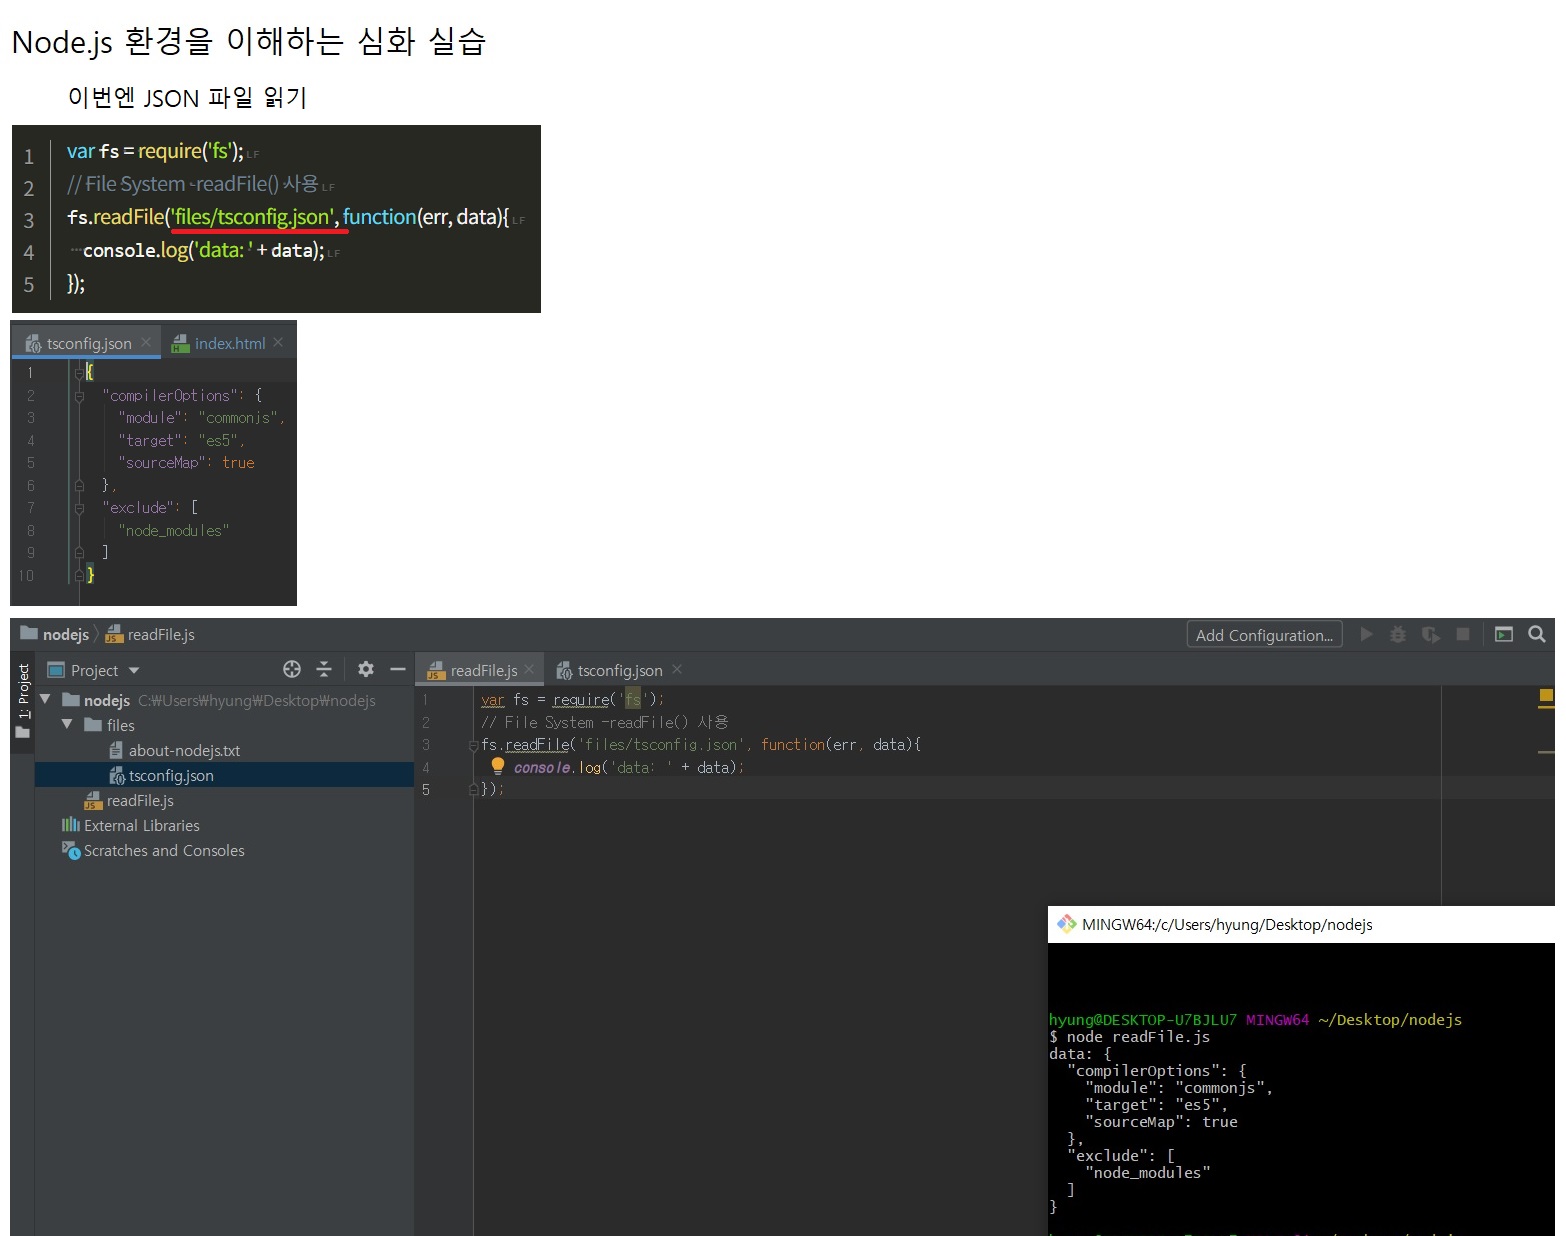 Node.js 환경을 이해하는 심화 실습
이번엔 JSON 파일 읽기
1 var fs = require('fs'); LF
2 // File System -readFile() 사용 LF
3 fs.readFile('files/tsconfig.json', function(err, data){ LF
4 console.log('data: ' + data); LF
5 });
tsconfig.json index.html
1 {
2 "compilerOptions": {
3 "module": "commonjs",
4 "target": "es5",
5 "sourceMap": true
6 },
7 "exclude": [
8 "node_modules"
9 ]
10 }
nodejs readFile.js Add Configuration...
1: Project
Project
nodejs C:₩Users₩hyung₩Desktop₩nodejs
files
about-nodejs.txt
tsconfig.json
readFile.js
External Libraries
Scratches and Consoles
readFile.js tsconfig.json
1 var fs = require('fs');
2 // File System -readFile() 사용
3 fs.readFile('files/tsconfig.json', function(err, data){
4 console.log('data: ' + data);
5 });
MINGW64:/c/Users/hyung/Desktop/nodejs
hyung@DESKTOP-U7BJLU7 MINGW64 ~/Desktop/nodejs
$ node readFile.js
data: {
"compilerOptions": {
"module": "commonjs",
"target": "es5",
"sourceMap": true
},
"exclude": [
"node_modules"
]
}